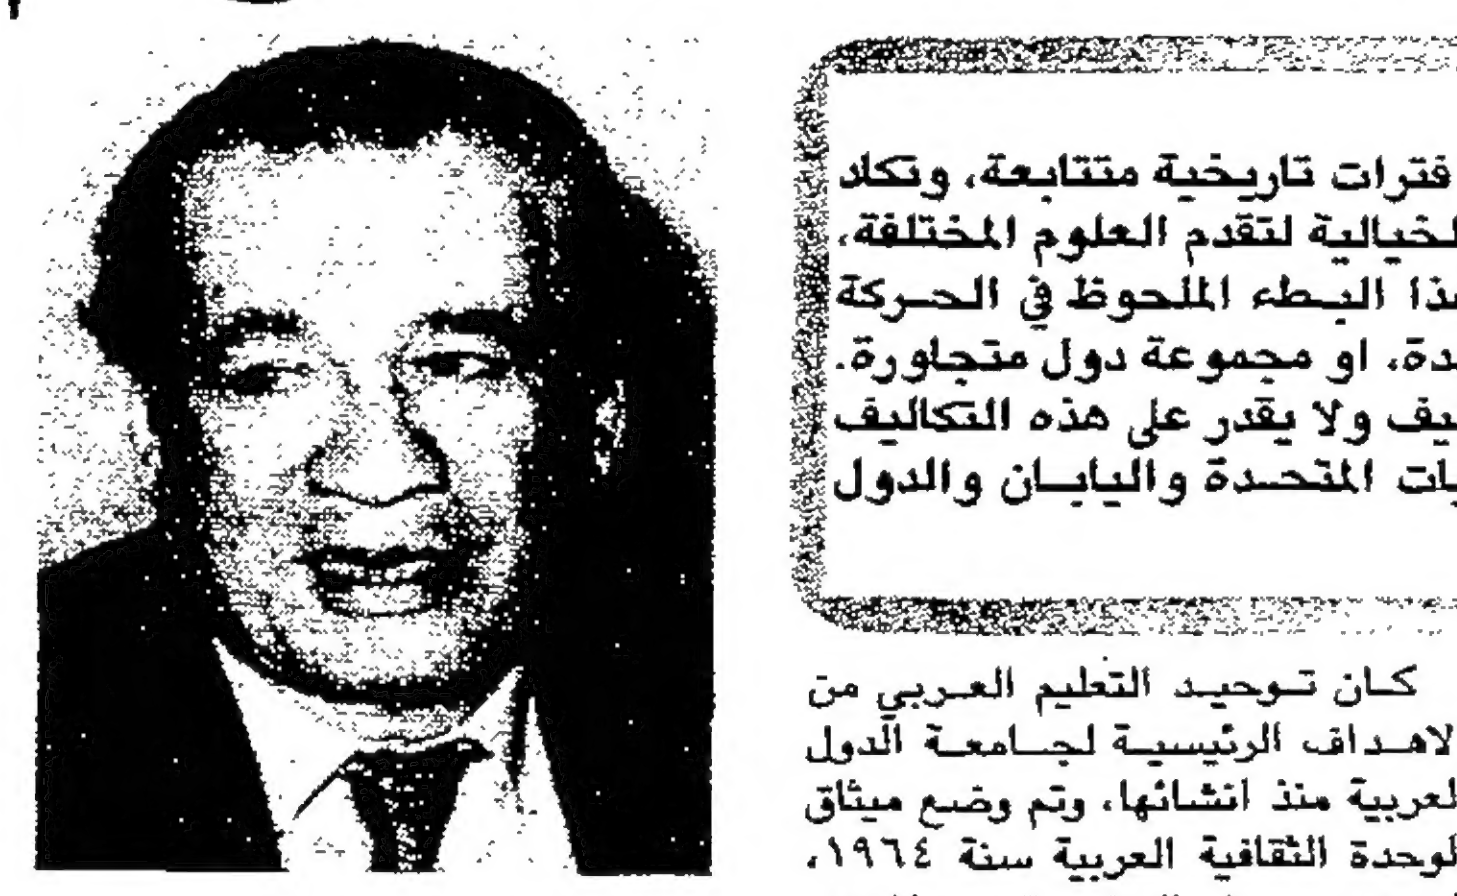 فترات تاريخية متتابعة، وتكاد
لخيالية لتقدم العلوم المختلفة،
ذا البطء الملحوظ في الحركة
دة، او مجموعة دول متجاورة.
يف ولا يقدر على هذه التكاليف
يات المتحدة واليابان والدول
كان توحيد التعليم العربي من
لاهداف الرئيسية لجامعة الدول
لعربية منذ انشائها، وتم وضع ميثاق
لوحدة الثقافية العربية سنة ١٩٦٤،